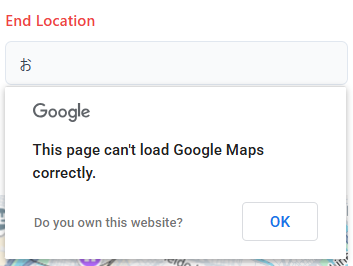 End Location
お
Google
This page can't load Google Maps
correctly.
Do you own this website?
OK